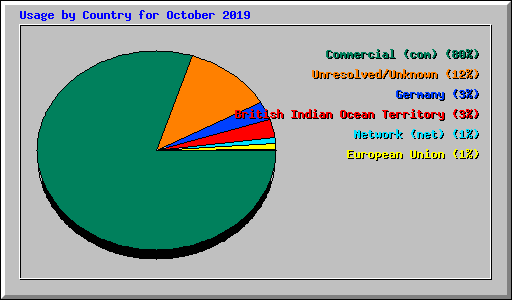 Usage by Country for October 2019
Commercial (com) (80%)
Unresolved/Unknown (12%)
Germany (3%)
British Indian Ocean Territory (3%)
Network (net) (1%)
European Union (1%)